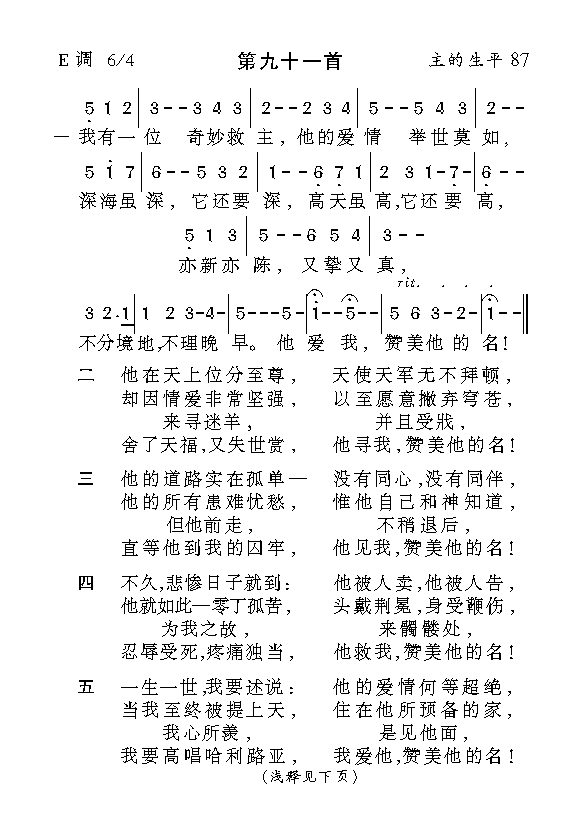 E调 6/4 第九十一首 主的生平 87
5 1 2 | 3 - - 3 4 3 | 2 - - 2 3 4 | 5 - - 5 4 3 | 2 - -
一 我有一位 奇妙救主，他的爱情 举世莫如，
5 1 7 | 6 - - 5 3 2 | 1 - - 6 7 1 | 2 3 1 - 7 - | 6 - -
深海虽深，它还要深，高天虽高，它还要高，
5 1 3 | 5 - - 6 5 4 | 3 - -
亦新亦陈，又挚又真，
rit. . . .
3 2 . 1 | 1 2 3 - 4 - | 5 - - - 5 - | 1 - - 5 - - | 5 6 3 - 2 - | 1 - - ‖
不分境地，不理晚早。他爱我，赞美他的名！
二 他在天上位分至尊， 天使天军无不拜顿，
却因情爱非常坚强， 以至愿意撇弃穹苍，
来寻迷羊， 并且受戕，
舍了天福，又失世赏， 他寻我，赞美他的名！
三 他的道路实在孤单— 没有同心，没有同伴，
他的所有患难忧愁， 惟他自己和神知道，
但他前走， 不稍退后，
直等他到我的囚牢， 他见我，赞美他的名！
四 不久，悲惨日子就到： 他被人卖，他被人告，
他就如此—零丁孤苦， 头戴荆冕，身受鞭伤，
为我之故， 来髑髅处，
忍辱受死，疼痛独当， 他救我，赞美他的名！
五 一生一世，我要述说： 他的爱情何等超绝，
当我至终被提上天， 住在他所预备的家，
我心所羡， 是见他面，
我要高唱哈利路亚， 我爱他，赞美他的名！
(浅释见下页)